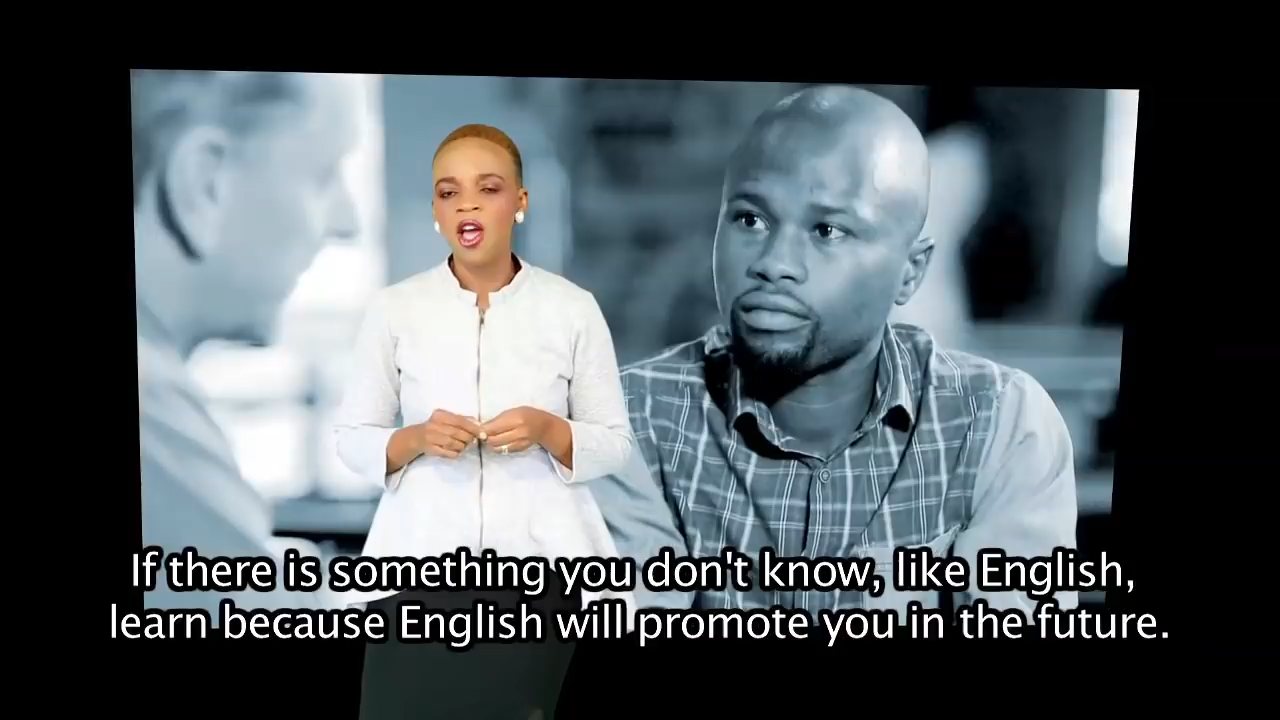 If there is something you don't know, like English,
learn because English will promote you in the future.